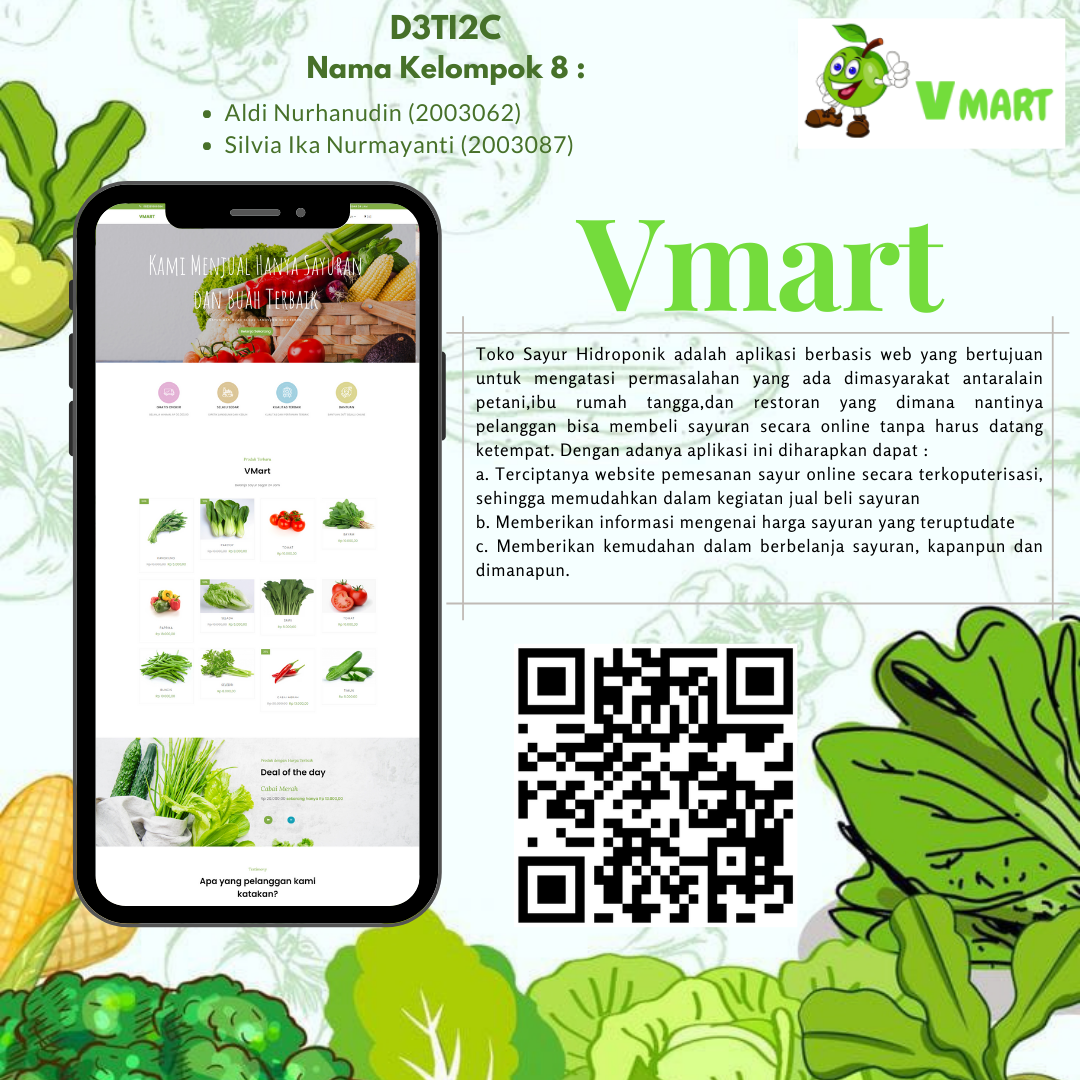 D3TI2C
Nama Kelompok 8 :
Aldi Nurhanudin (2003062)
Silvia Ika Nurmayanti (2003087)
V MART
VMART
KAMI MENJUAL HANYA SAYURAN
DAN BUAH TERBAIK
VMart
Deal of the day
Cabai Merah
Apa yang pelanggan kami
katakan?
Vmart
Toko Sayur Hidroponik adalah aplikasi berbasis web yang bertujuan
untuk mengatasi permasalahan yang ada dimasyarakat antaralain
petani,ibu rumah tangga,dan restoran yang dimana nantinya
pelanggan bisa membeli sayuran secara online tanpa harus datang
ketempat. Dengan adanya aplikasi ini diharapkan dapat :
a. Terciptanya website pemesanan sayur online secara terkoputerisasi,
sehingga memudahkan dalam kegiatan jual beli sayuran
b. Memberikan informasi mengenai harga sayuran yang teruptudate
c. Memberikan kemudahan dalam berbelanja sayuran, kapanpun dan
dimanapun.